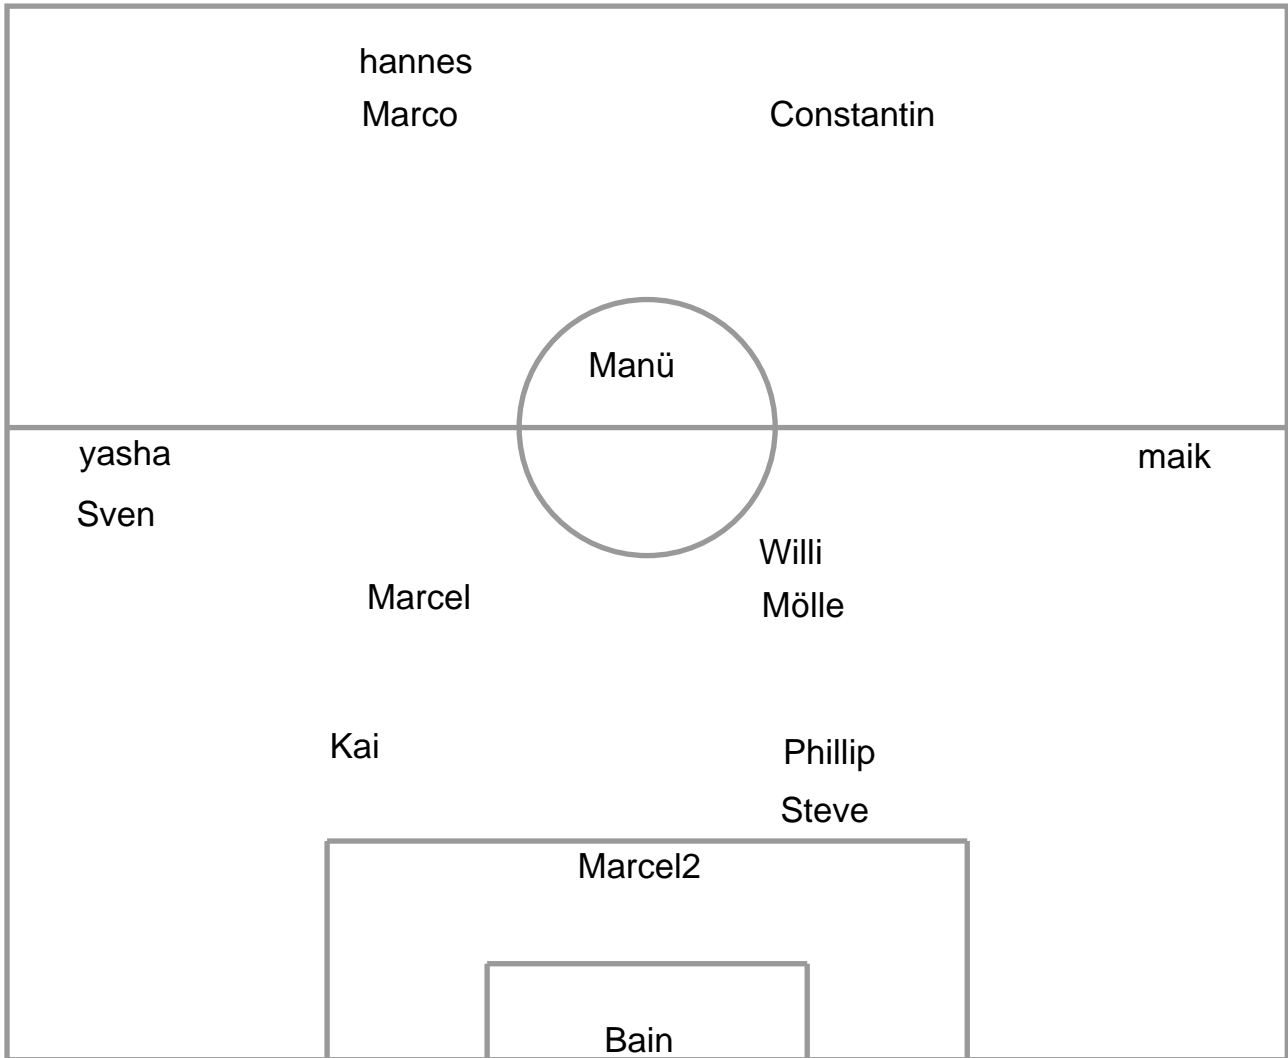 hannes
Marco
Constantin
Manü
yasha
maik
Sven
Willi
Marcel
Mölle
Kai
Phillip
Steve
Marcel2
Bain